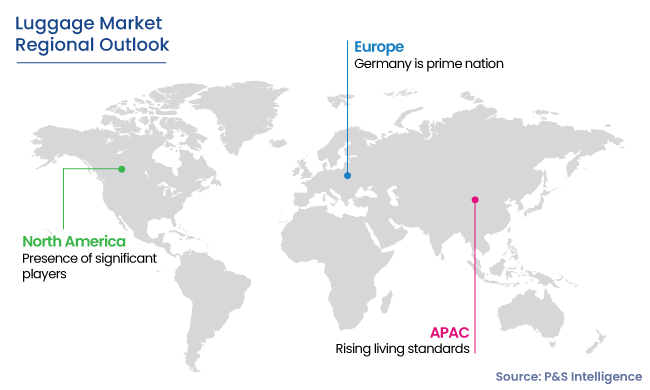 Luggage Market
Regional Outlook
Europe
Germany is prime nation
North America
Presence of significant
players
APAC
Rising living standards
Source: P&S Intelligence